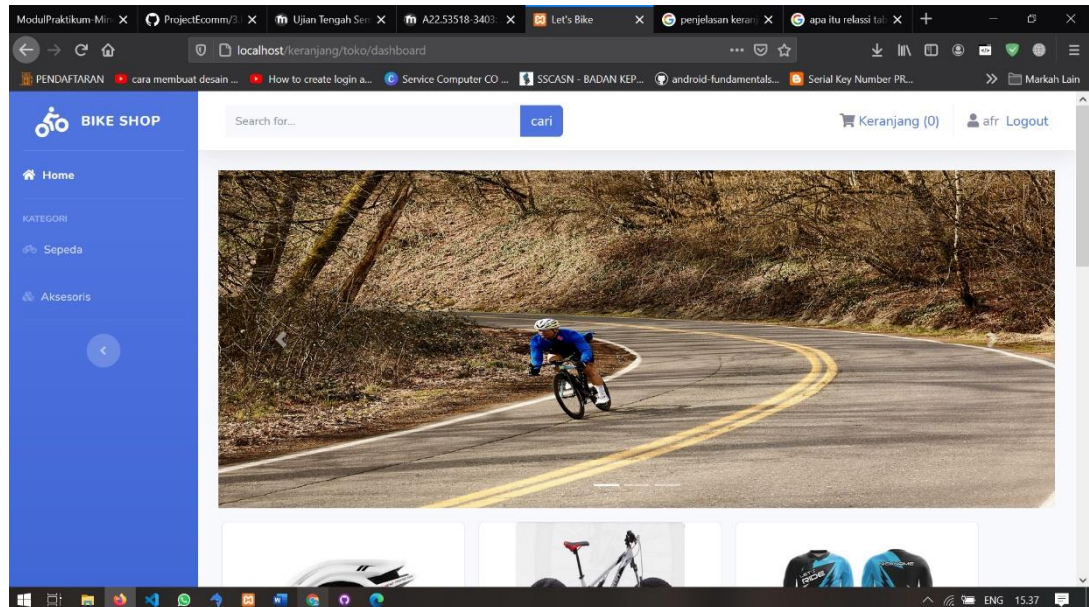 ModulPraktikum-Min
ProjectEcomm/3.
Ujian Tengah Sem
A22.53518-3403:
Let's Bike
penjelasan keranj
apa itu relassi tab
localhost/keranjang/toko/dashboard
PENDAFTARAN
cara membuat desain ...
How to create login a...
Service Computer CO ...
SSCASN - BADAN KEP...
android-fundamentals...
Serial Key Number PR...
Markah Lain
BIKE SHOP
Search for...
cari
Keranjang (0)
afr Logout
Home
KATEGORI
Sepeda
Aksesoris
LET'S
RIDE
ENG 15.37